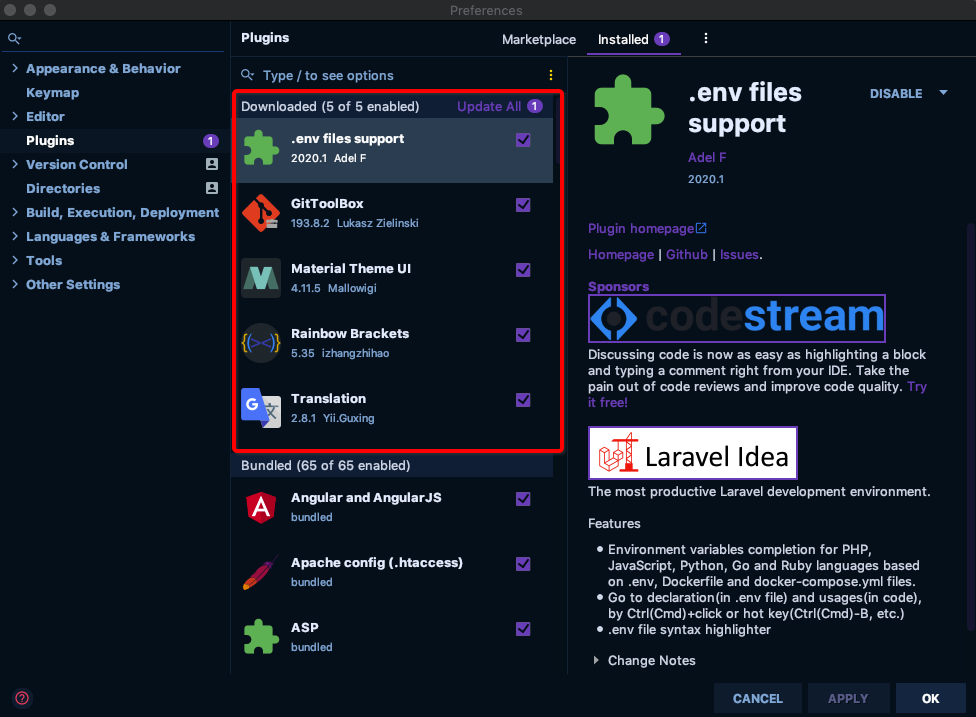 Preferences
Appearance & Behavior
Keymap
Editor
Plugins 1
Version Control
Directories
Build, Execution, Deployment
Languages & Frameworks
Tools
Other Settings
?
Plugins
Marketplace
Installed 1
Type / to see options
Downloaded (5 of 5 enabled) Update All 1
.env files support
2020.1 Adel F
GitToolBox
193.8.2 Lukasz Zielinski
Material Theme UI
4.11.5 Mallowigi
Rainbow Brackets
5.35 izhangzhihao
Translation
2.8.1 Yii.Guxing
G 文
Bundled (65 of 65 enabled)
Angular and AngularJS
bundled
A
Apache config (.htaccess)
bundled
ASP
bundled
.env files
support
DISABLE
Adel F
2020.1
Plugin homepage
Homepage | Github | Issues.
Sponsors
codestream
Discussing code is now as easy as highlighting a block
and typing a comment right from your IDE. Take the
pain out of code reviews and improve code quality. Try
it free!
Laravel Idea
The most productive Laravel development environment.
Features
• Environment variables completion for PHP,
JavaScript, Python, Go and Ruby languages based
on .env, Dockerfile and docker-compose.yml files.
• Go to declaration(in .env file) and usages(in code),
by Ctrl(Cmd)+click or hot key(Ctrl(Cmd)-B, etc.)
• .env file syntax highlighter
Change Notes
CANCEL
APPLY
OK